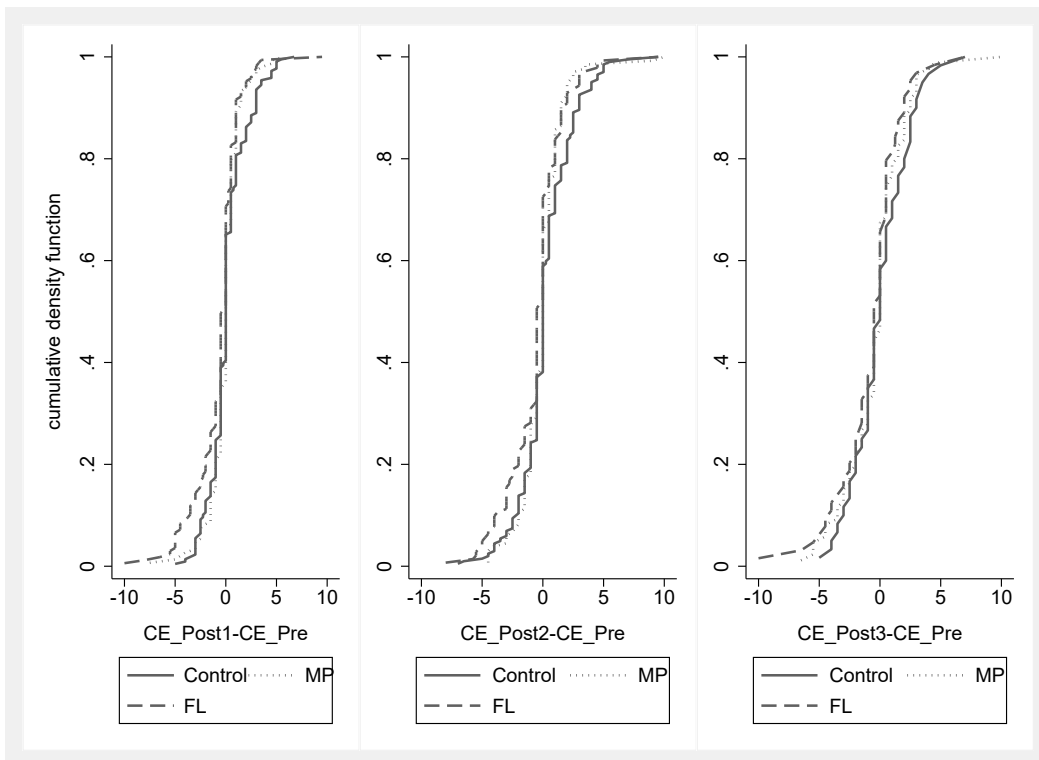 cumulative density function
0
.2
.4
.6
.8
1
-10 -5 0 5 10
CE_Post1-CE_Pre
Control MP
FL
0
.2
.4
.6
.8
1
-10 -5 0 5 10
CE_Post2-CE_Pre
Control MP
FL
0
.2
.4
.6
.8
1
-10 -5 0 5 10
CE_Post3-CE_Pre
Control MP
FL